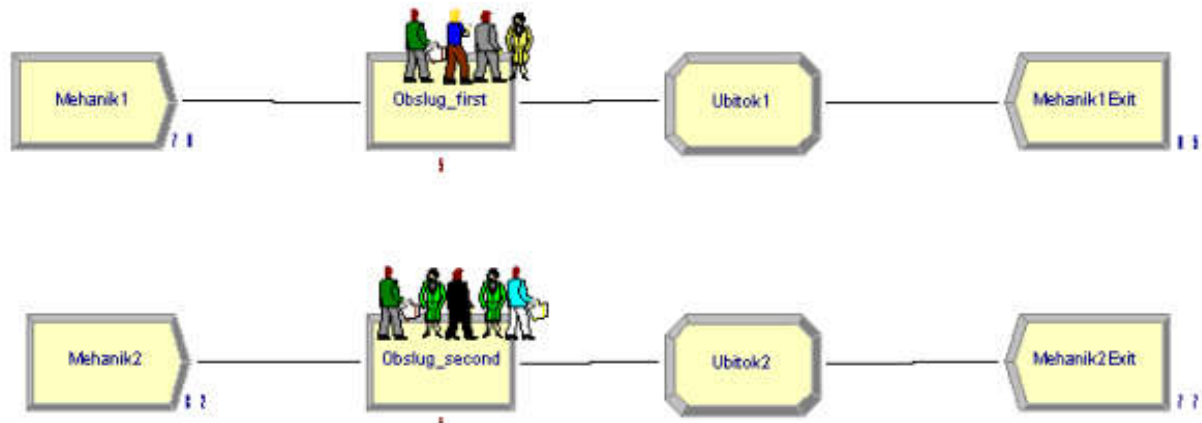 Mehanik1
Obslug_first
Ubitok1
Mehanik1Exit
Mehanik2
Obslug_second
Ubitok2
Mehanik2Exit